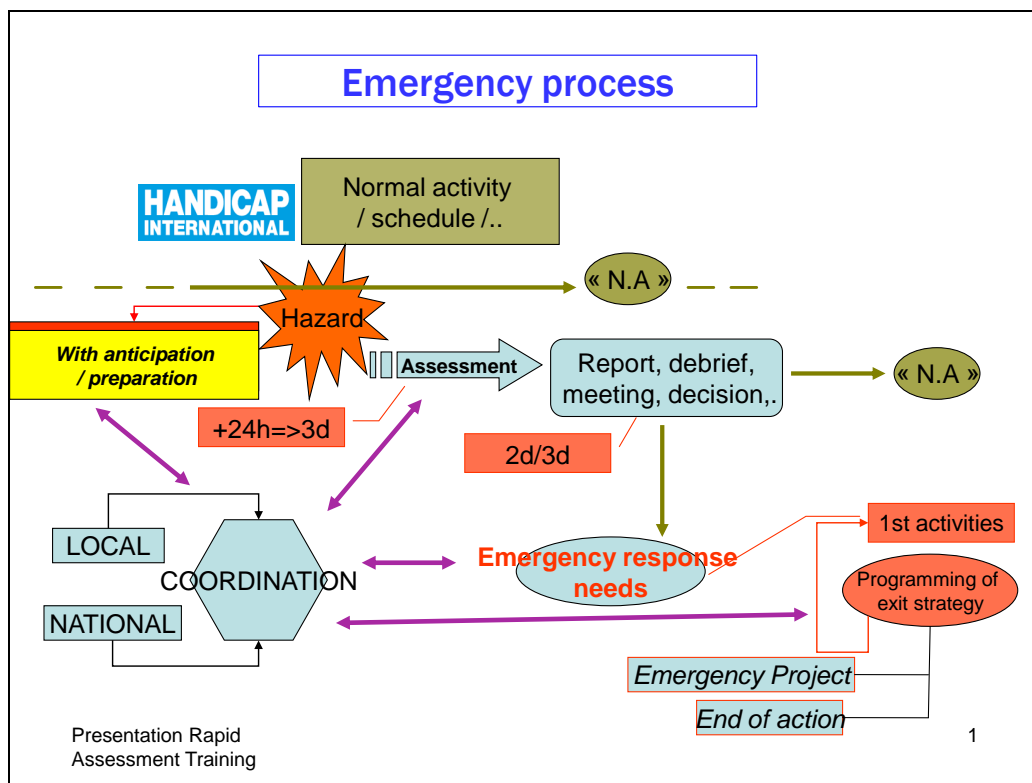 Emergency process
HANDICAP
INTERNATIONAL
Normal activity
/ schedule /..
« N.A »
Hazard
With anticipation
/ preparation
Assessment
Report, debrief,
meeting, decision,.
« N.A »
+24h=>3d
2d/3d
LOCAL
COORDINATION
NATIONAL
Emergency response
needs
1st activities
Programming of
exit strategy
Emergency Project
End of action
Presentation Rapid
Assessment Training
1